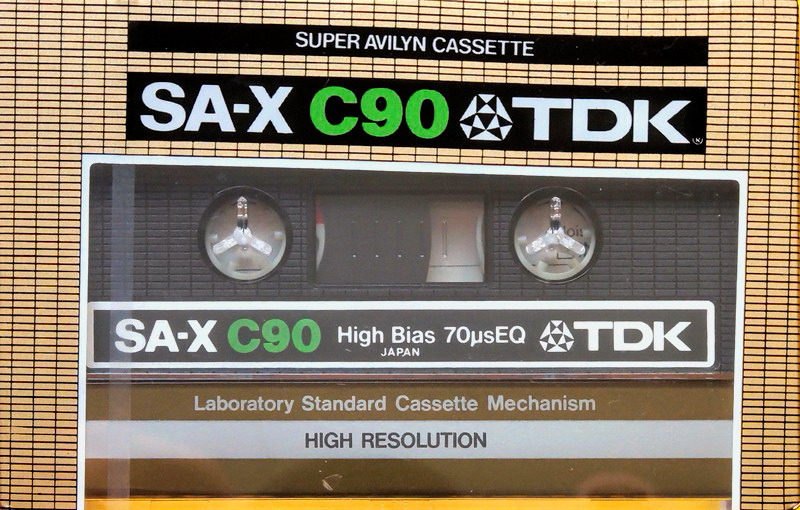 SUPER AVILYN CASSETTE
SA-X C90 TDK
SA-X C90 High Bias 70µsEQ TDK
JAPAN
Laboratory Standard Cassette Mechanism
HIGH RESOLUTION